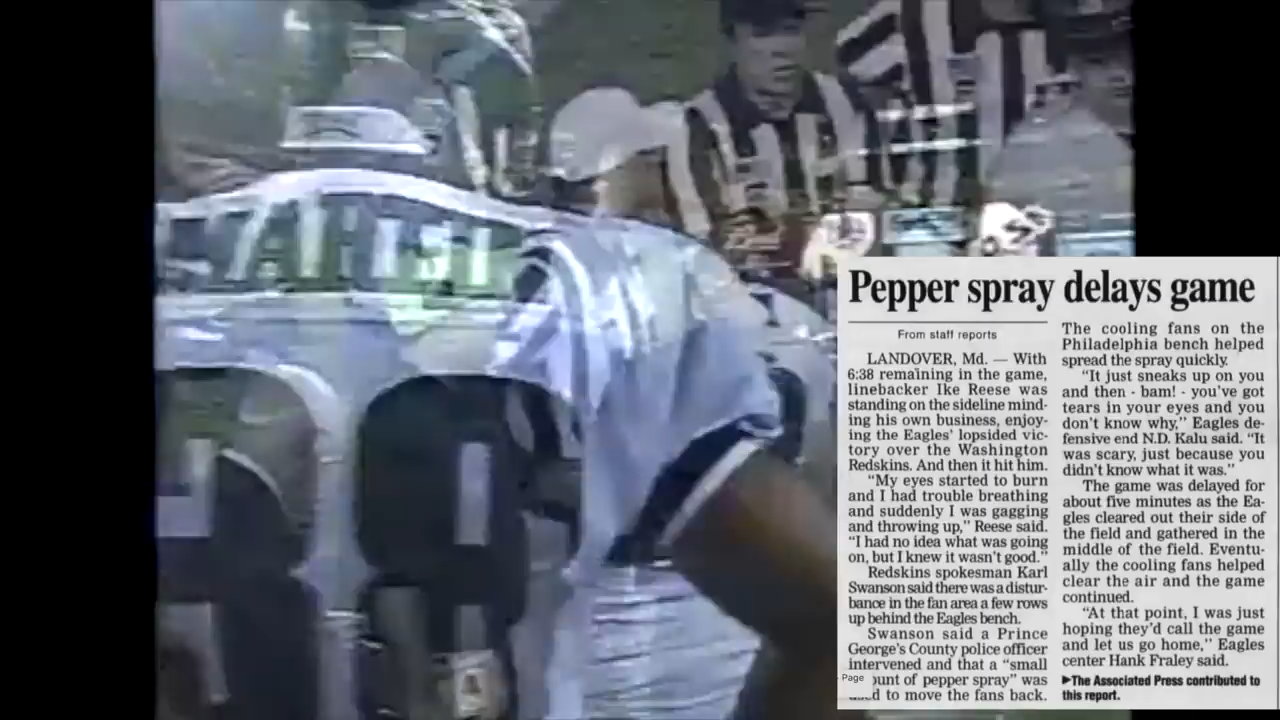 Pepper spray delays game
From staff reports
LANDOVER, Md. — With
6:38 remaining in the game,
linebacker Ike Reese was
standing on the sideline mind-
ing his own business, enjoy-
ing the Eagles' lopsided vic-
tory over the Washington
Redskins. And then it hit him.
"My eyes started to burn
and I had trouble breathing
and suddenly I was gagging
and throwing up," Reese said.
"I had no idea what was going
on, but I knew it wasn't good."
Redskins spokesman Karl
Swanson said there was a distur-
bance in the fan area a few rows
up behind the Eagles bench.
Swanson said a Prince
George's County police officer
intervened and that a "small
ount of pepper spray" was
Page
d to move the fans back.
The cooling fans on the
Philadelphia bench helped
spread the spray quickly.
"It just sneaks up on you
and then - bam! - you've got
tears in your eyes and you
don't know why," Eagles de-
fensive end N.D. Kalu said. "It
was scary, just because you
didn't know what it was."
The game was delayed for
about five minutes as the Ea-
gles cleared out their side of
the field and gathered in the
middle of the field. Eventu-
ally the cooling fans helped
clear the air and the game
continued.
"At that point, I was just
hoping they'd call the game
and let us go home," Eagles
center Hank Fraley said.
►The Associated Press contributed to
this report.